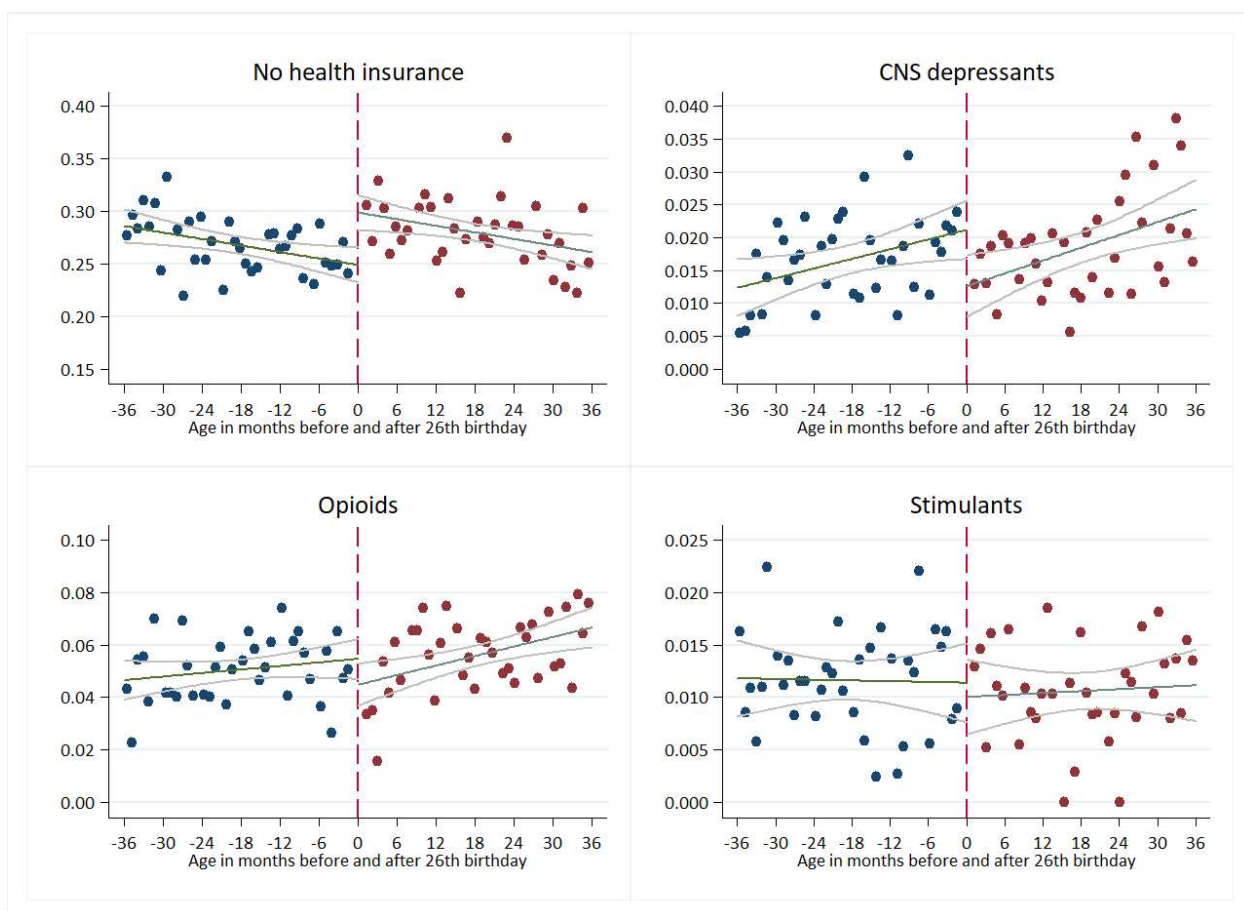 No health insurance
0.40
0.35
0.30
0.25
0.20
0.15
-36 -30 -24 -18 -12 -6 0 6 12 18 24 30 36
Age in months before and after 26th birthday
CNS depressants
0.040
0.035
0.030
0.025
0.020
0.015
0.010
0.005
0.000
-36 -30 -24 -18 -12 -6 0 6 12 18 24 30 36
Age in months before and after 26th birthday
Opioids
0.10
0.08
0.06
0.04
0.02
0.00
-36 -30 -24 -18 -12 -6 0 6 12 18 24 30 36
Age in months before and after 26th birthday
Stimulants
0.025
0.020
0.015
0.010
0.005
0.000
-36 -30 -24 -18 -12 -6 0 6 12 18 24 30 36
Age in months before and after 26th birthday